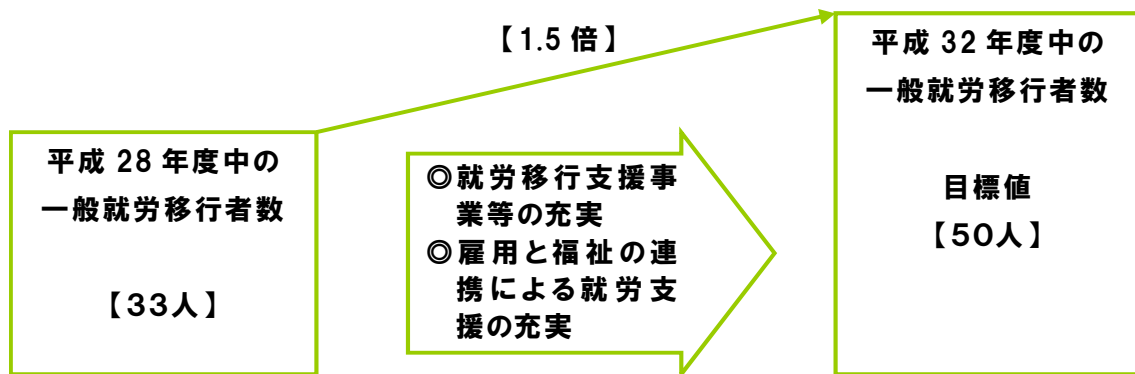 【1.5 倍】
平成 28 年度中の
一般就労移行者数
【33人】
◎就労移行支援事
業等の充実
◎雇用と福祉の連
携による就労支
援の充実
平成 32 年度中の
一般就労移行者数
目標値
【50人】